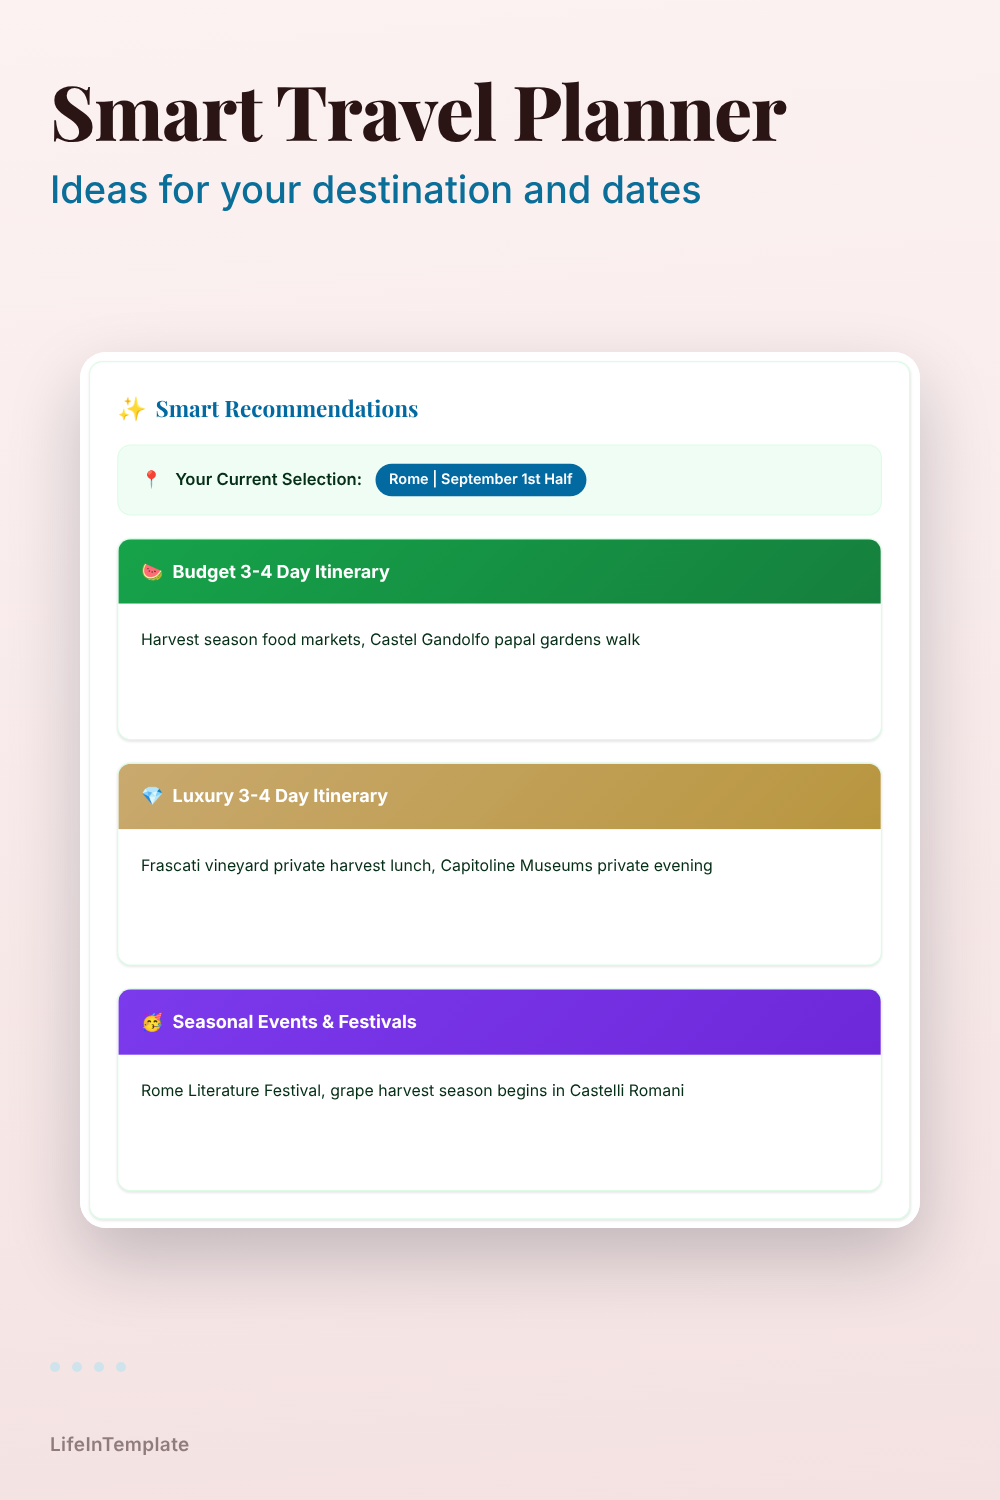 Smart Travel Planner
Ideas for your destination and dates
✨ Smart Recommendations
📍 Your Current Selection: Rome | September 1st Half
🍉 Budget 3-4 Day Itinerary
Harvest season food markets, Castel Gandolfo papal gardens walk
💎 Luxury 3-4 Day Itinerary
Frascati vineyard private harvest lunch, Capitoline Museums private evening
🥳 Seasonal Events & Festivals
Rome Literature Festival, grape harvest season begins in Castelli Romani
LifeInTemplate